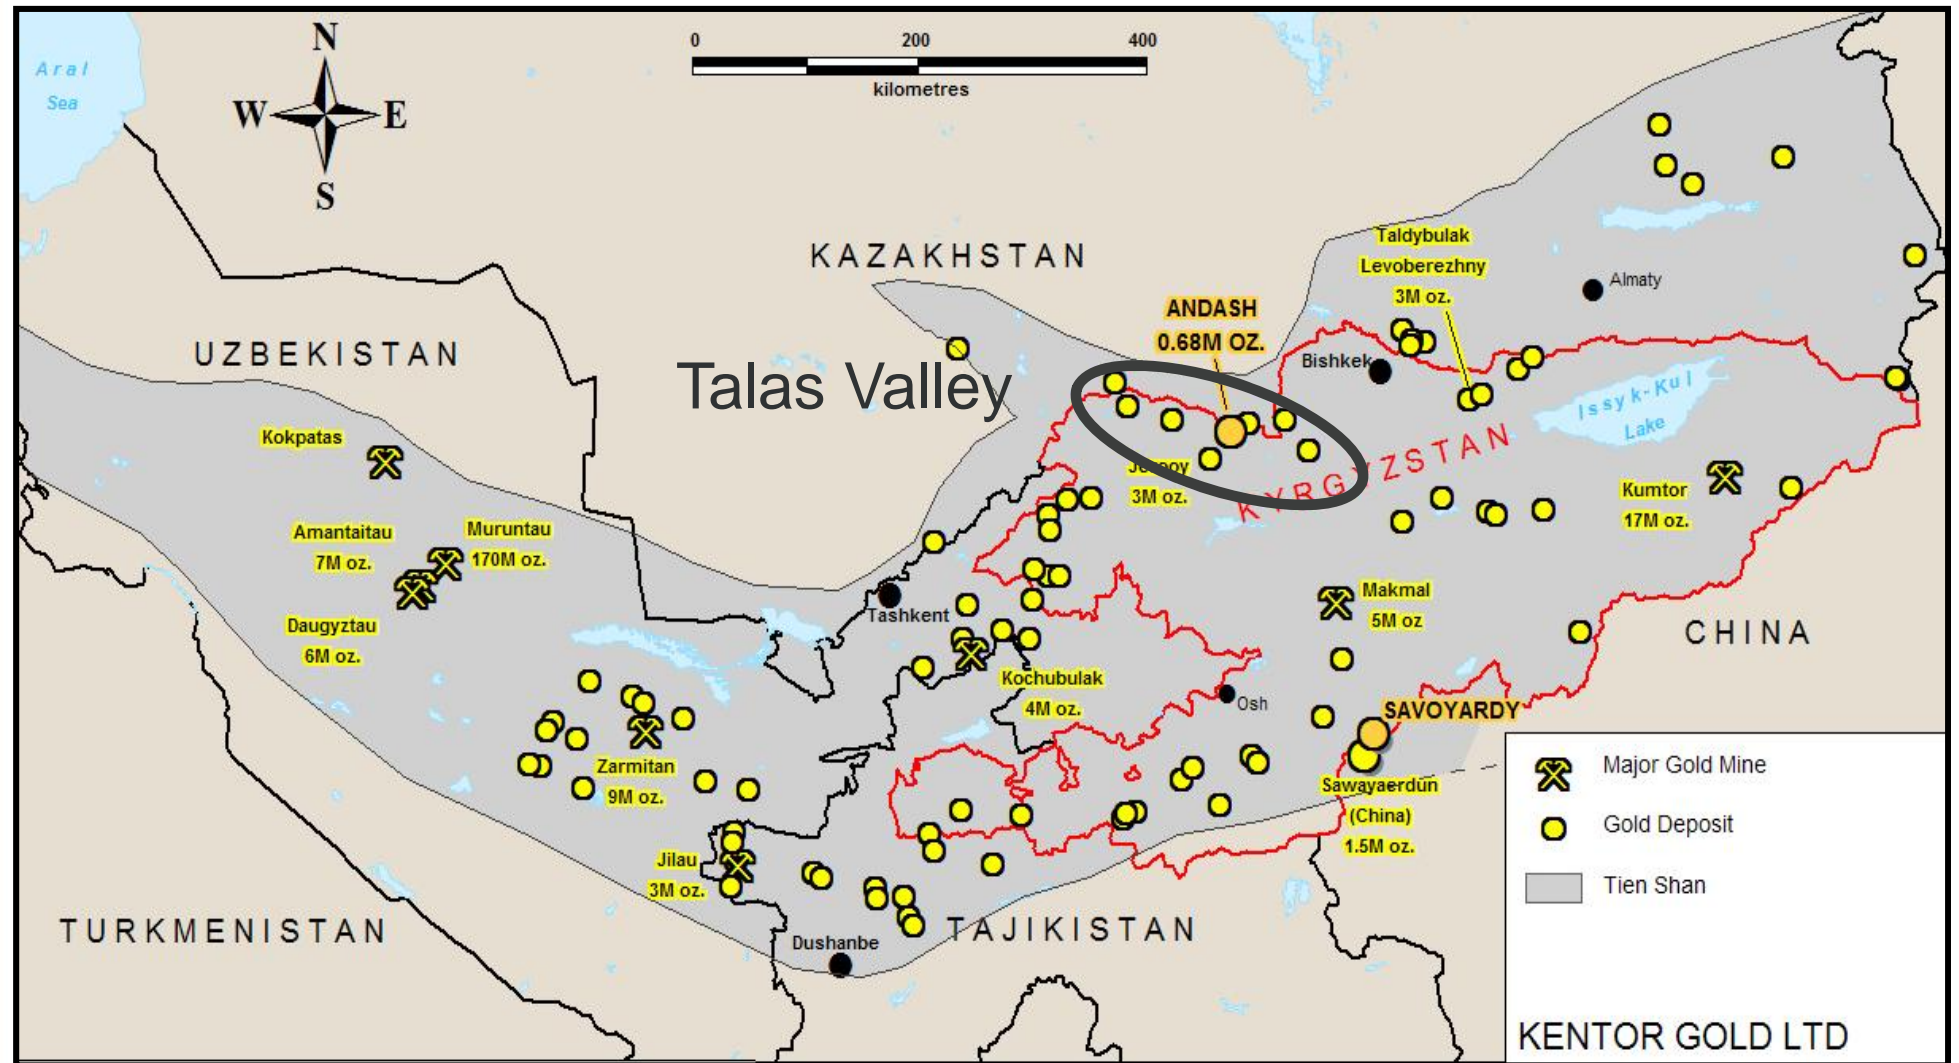 N
W
E
S
0 200 400
kilometres
Aral
Sea
KAZAKHSTAN
UZBEKISTAN
Talas Valley
ANDASH
0.68M OZ.
Taldybulak
Levoberezhny
3M oz.
Almaty
Bishkek
Issyk-Kul
Lake
KYRGYZSTAN
3M oz.
Kumtor
17M oz.
Kokpatas
Amantaitau
7M oz.
Muruntau
170M oz.
Daugyztau
6M oz.
Tashkent
Makmal
5M oz
CHINA
Kochubulak
4M oz.
Osh
SAVOYARDY
Zarmitan
9M oz.
Sawayaerdun
(China)
1.5M oz.
Jilau
3M oz.
TURKMENISTAN
Dushanbe
TAJIKISTAN
Major Gold Mine
Gold Deposit
Tien Shan
KENTOR GOLD LTD